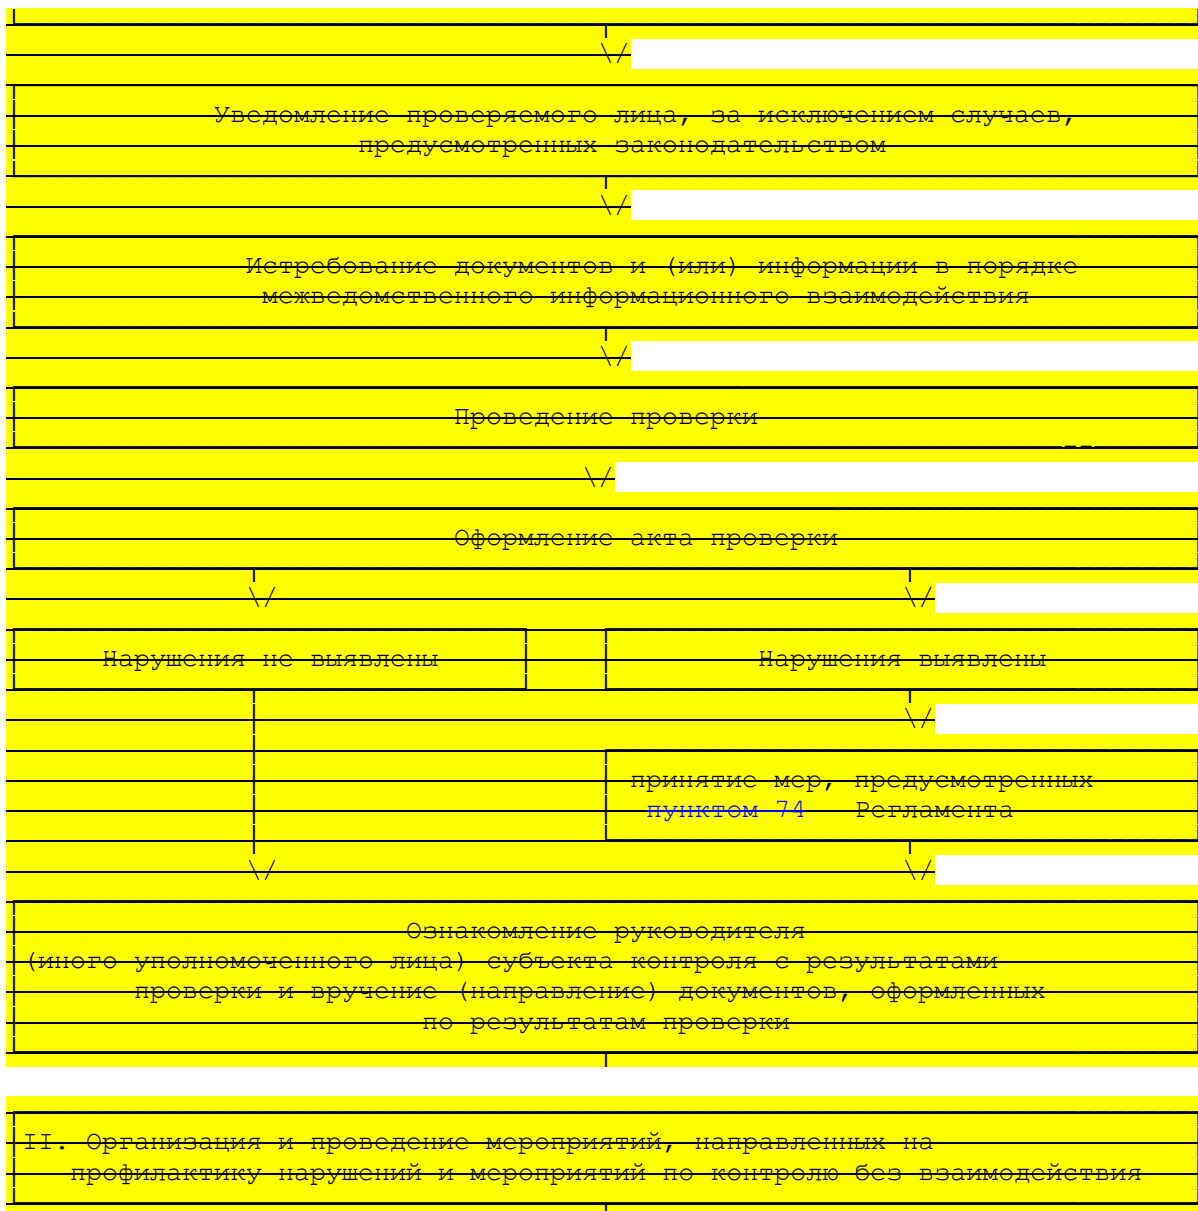 Уведомление проверяемого лица, за исключением случаев,
предусмотренных законодательством
Истребование документов и (или) информации в порядке
межведомственного информационного взаимодействия
Проведение проверки
Оформление акта проверки
Нарушения не выявлены
Нарушения выявлены
принятие мер, предусмотренных
пунктом 74 Регламента
Ознакомление руководителя
(иного уполномоченного лица) субъекта контроля с результатами
проверки и вручение (направление) документов, оформленных
по результатам проверки
II. Организация и проведение мероприятий, направленных на
профилактику нарушений и мероприятий по контролю без взаимодействия